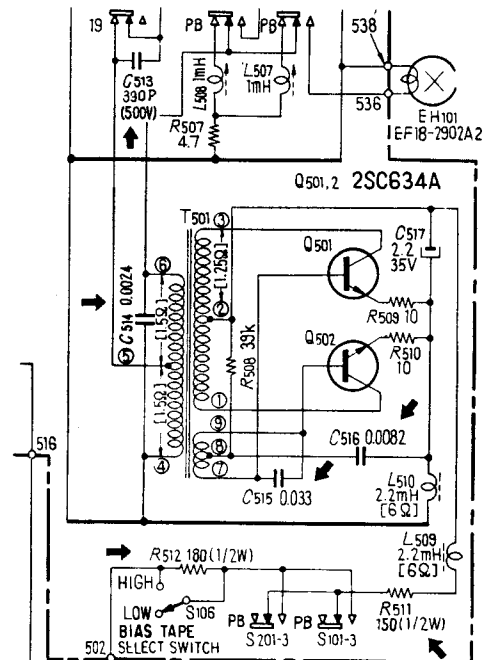 19
PB
PB
538
C513
390P
(500V)
L508
1mH
L507
1mH
536
EH101
EF18-2902A2
R507
4.7
Q501,2 2SC634A
T501
③
⑥
[1.25Ω]
②
Q501
C517
2.2
35V
C514 0.0024
[1.5Ω]
⑤
[1.5Ω]
④
R508 39k
R509 10
Q502
R510
10
①
⑨
⑧
⑦
C516 0.0082
C515 0.033
516
L510
2.2mH
[6Ω]
L509
2.2mH
[6Ω]
R512 180(1/2W)
HIGH
LOW
S106
BIAS TAPE
SELECT SWITCH
502
PB
S201-3
PB
S101-3
R511
150(1/2W)